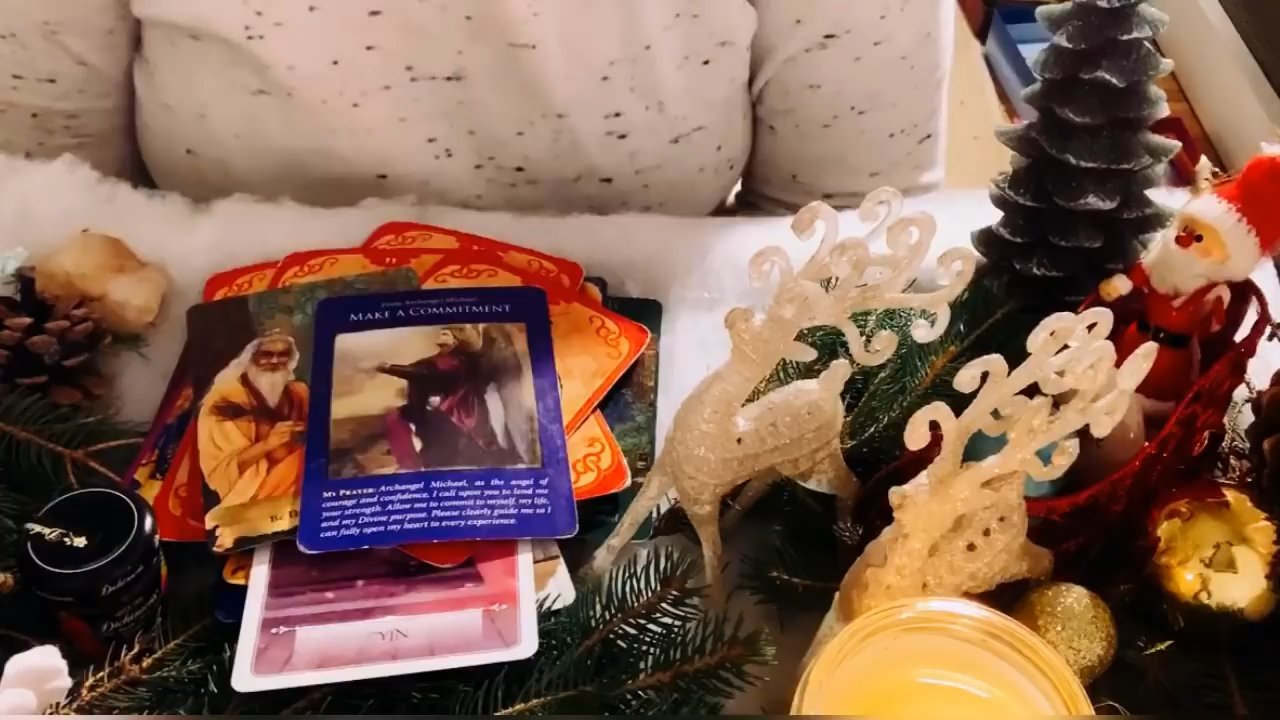 From Archangel Michael:
MAKE A COMMITMENT
MY PRAYER: Archangel Michael, as the angel of
courage and confidence, I call upon you to lend me
your strength. Allow me to commit to myself, my life,
and my Divine purpose. Please clearly guide me so I
can fully open my heart to every experience.
Be
YIN